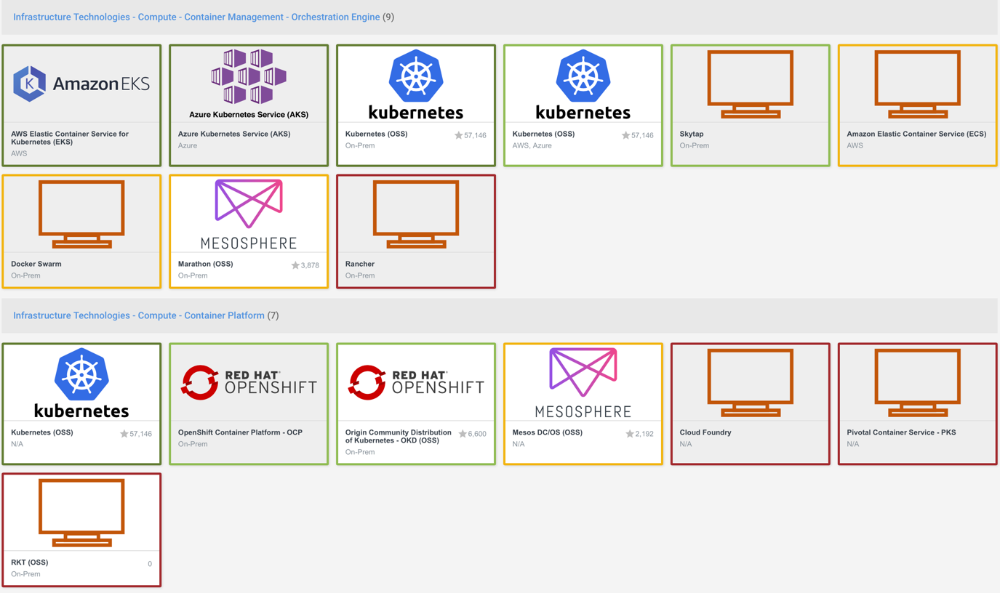 Infrastructure Technologies - Compute - Container Management - Orchestration Engine (9)
K
Amazon EKS
AWS Elastic Container Service for
Kubernetes (EKS)
AWS
Azure Kubernetes Service (AKS)
Azure Kubernetes Service (AKS)
Azure
kubernetes
Kubernetes (OSS)
57,146
On-Prem
kubernetes
Kubernetes (OSS)
57,146
AWS, Azure
Skytap
On-Prem
Amazon Elastic Container Service (ECS)
AWS
Docker Swarm
On-Prem
MESOSPHERE
Marathon (OSS)
3,878
On-Prem
Rancher
On-Prem
Infrastructure Technologies - Compute - Container Platform (7)
kubernetes
Kubernetes (OSS)
57,146
N/A
RED HAT®
OPENSHIFT
OpenShift Container Platform - OCP
On-Prem
RED HAT®
OPENSHIFT
Origin Community Distribution
of Kubernetes - OKD (OSS)
6,600
On-Prem
MESOSPHERE
Mesos DC/OS (OSS)
2,192
N/A
Cloud Foundry
N/A
Pivotal Container Service - PKS
N/A
RKT (OSS)
0
On-Prem